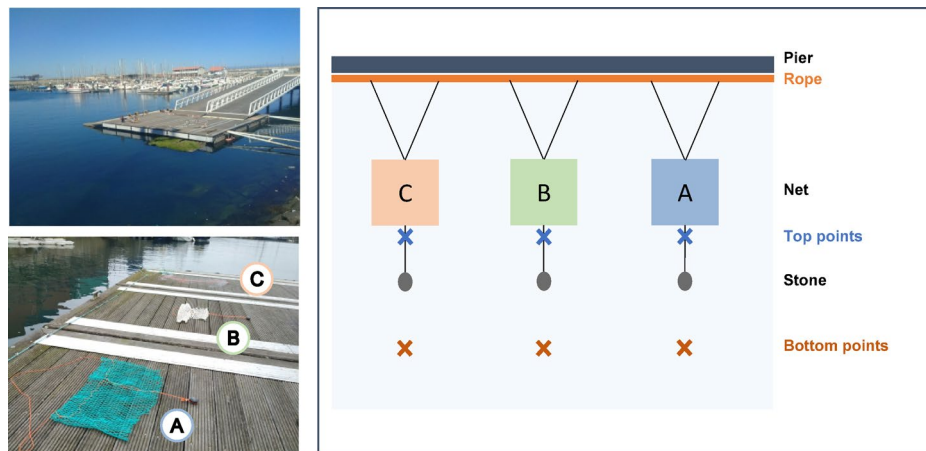 Pier
Rope
C
B
A
Net
Top points
Stone
Bottom points
C
B
A